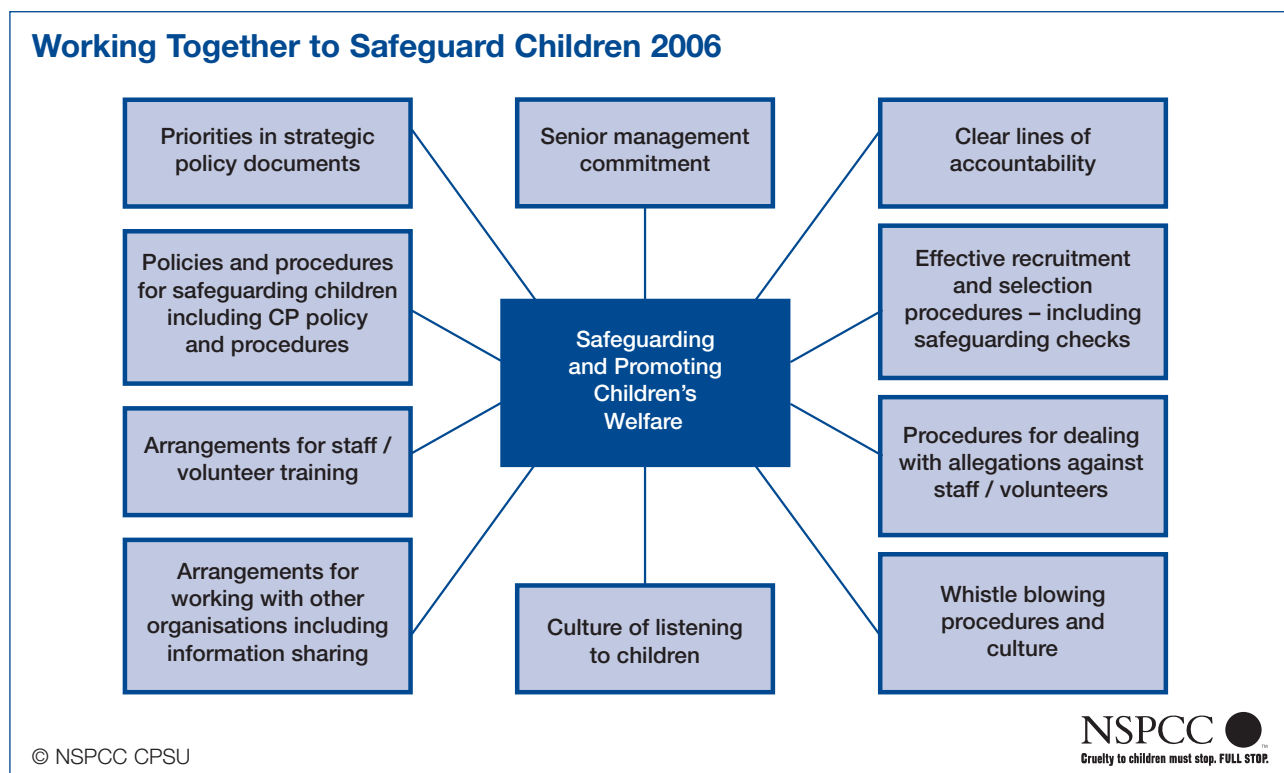 Working Together to Safeguard Children 2006
Priorities in strategic
policy documents
Senior management
commitment
Clear lines of
accountability
Policies and procedures
for safeguarding children
including CP policy
and procedures
Effective recruitment
and selection
procedures – including
safeguarding checks
Safeguarding
and Promoting
Children’s
Welfare
Arrangements for staff /
volunteer training
Procedures for dealing
with allegations against
staff / volunteers
Arrangements for
working with other
organisations including
information sharing
Culture of listening
to children
Whistle blowing
procedures and
culture
© NSPCC CPSU
NSPCC
TM
Cruelty to children must stop. FULL STOP.